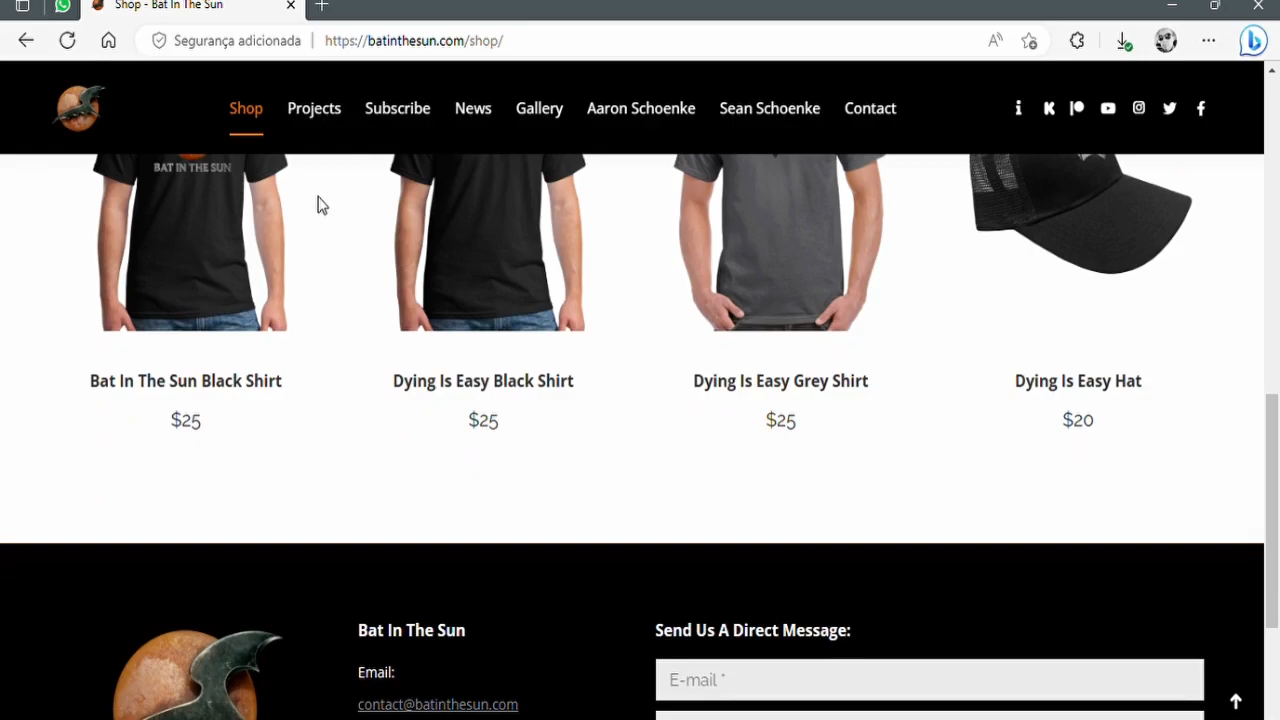 Shop - Bat In The Sun
Segurança adicionada
https://batinthesun.com/shop/
Shop Projects Subscribe News Gallery Aaron Schoenke Sean Schoenke Contact
BAT IN THE SUN
Bat In The Sun Black Shirt
$25
Dying Is Easy Black Shirt
$25
Dying Is Easy Grey Shirt
$25
Dying Is Easy Hat
$20
Bat In The Sun
Email:
contact@batinthesun.com
Send Us A Direct Message:
E-mail *